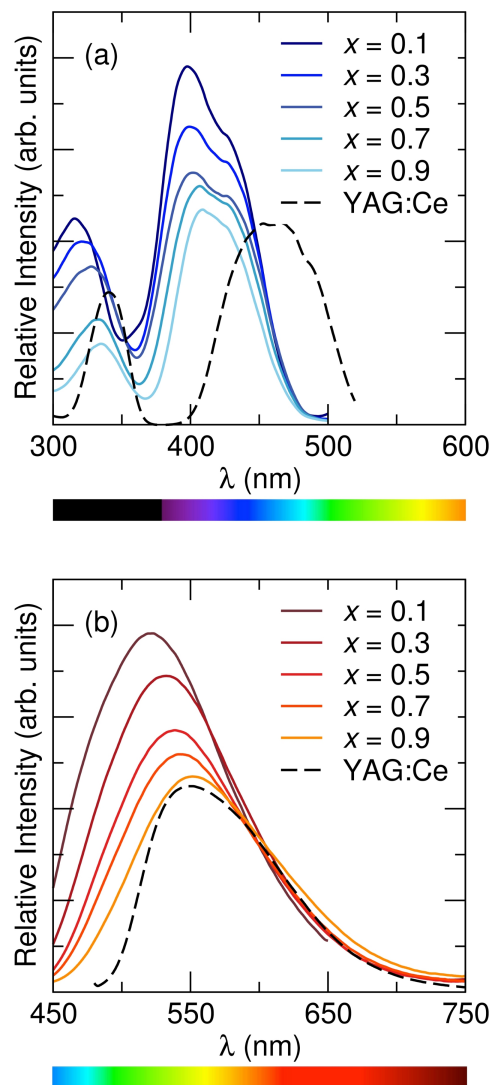 Relative Intensity (arb. units)
(a)
x = 0.1
x = 0.3
x = 0.5
x = 0.7
x = 0.9
YAG:Ce
300 400 500 600
λ (nm)
Relative Intensity (arb. units)
(b)
x = 0.1
x = 0.3
x = 0.5
x = 0.7
x = 0.9
YAG:Ce
450 550 650 750
λ (nm)